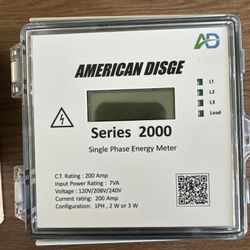 AD
AMERICAN DISGE
L1
L2
L3
Load
Series 2000
Single Phase Energy Meter
C.T. Rating : 200 Amp
Input Power Rating : 7VA
Voltage : 120V/208V/240V
Current rating: 200 Amp
Configuration: 1PH , 2 W or 3 W